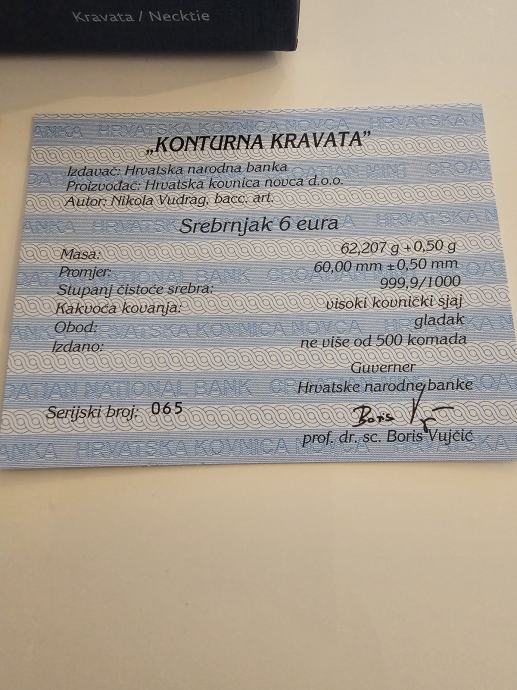 Kravata / Necktie
„KONTURNA KRAVATA”
Izdavač: Hrvatska narodna banka
Proizvođač: Hrvatska kovnica novca d.o.o.
Autor: Nikola Vudrag, bacc. art.
Srebrnjak 6 eura
Masa: 62,207 g ±0,50 g
Promjer: 60,00 mm ±0,50 mm
Stupanj čistoće srebra: 999,9/1000
Kakvoća kovanja: visoki kovnički sjaj
Obod: gladak
Izdano: ne više od 500 komada
Guverner
Hrvatske narodne banke
Serijski broj: 065
Boris
prof. dr. sc. Boris Vujčić